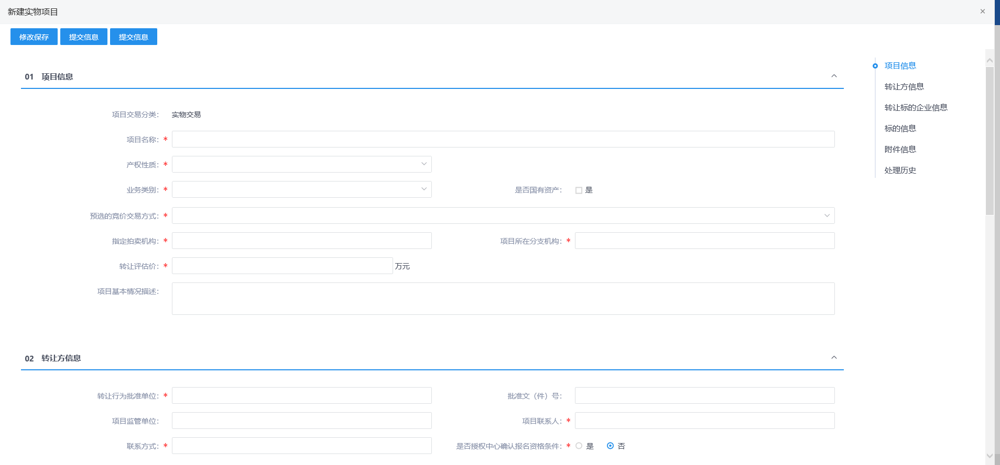 新建实物项目
修改保存 提交信息 提交信息
01 项目信息
项目交易分类： 实物交易
项目名称： *
产权性质： *
业务类别： * 是否国有资产： 是
预选的竞价交易方式： *
指定拍卖机构： * 项目所在分支机构： *
转让评估价： * 万元
项目基本情况描述：
02 转让方信息
转让行为批准单位： * 批准文（件）号：
项目监管单位： 项目联系人： *
联系方式： * 是否授权中心确认报名资格条件： * 是 否
项目信息
转让方信息
转让标的企业信息
标的信息
附件信息
处理历史